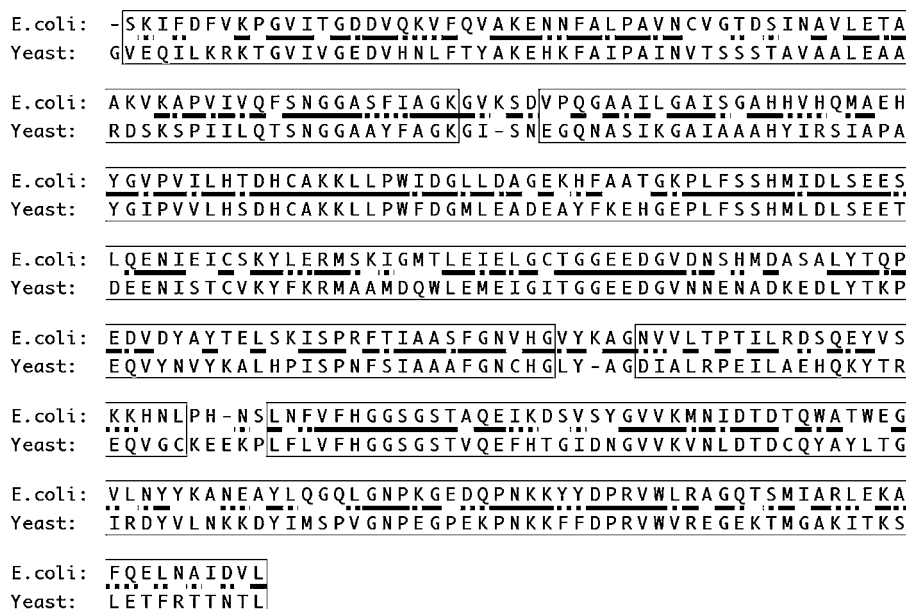 E.coli: -SKIFDFVKPGVITGDDVQKVFQVAKENNFALPAVNCVGTDSINAVLETA
Yeast: GVEQILKRKTGVIVGEDVHNLFTYAKEHKFAIPAINVTSSSTAVAALEAA
E.coli: AKVKAPVIVQFSNGGASFIAGKGVKSDVPQGAAILGAISGAHHVHQMAEH
Yeast: RDSKSPIILQTSNGGAAYFAGKGI-SNEGQNASIKGAIAAAHYIRSIAPA
E.coli: YGVPVILHTDHCAKKLLPWIDGLLDAGEKHFAATGKPLFSSHMIDLSEES
Yeast: YGIPVVLHSDHCAKKLLPWFDGMLEADEAYFKEHGEPLFSSHMLDLSEET
E.coli: LQENIEICSKYLERMSKIGMTLEIELGCTGGEEDGVDNSHMDASALYTQP
Yeast: DEENISTCVKYFKRMAAMDQWLEMEIGITGGEEDGVNNENADKEDLYTKP
E.coli: EDVDYAYTELSKISPRFTIAASFGNVHGVYKAGNVVLTPTILRDSQEYVS
Yeast: EQVYNVYKALHPISPNFSIAAAFGNCHGLY-AGDIALRPEILAEHQKYTR
E.coli: KKHNLPH-NSLNFVFHGGSGSTAQEIKDSVSYGVVKMNIDTDTQWATWEG
Yeast: EQVGCKEEKPLFLVFHGGSGSTVQEFHTGIDNGVVKVNLDTDCQYAYLTG
E.coli: VLNYYKANEAYLQGQLGNPKGEDQPNKKYYDPRVWLRAGQTSMIARLEKA
Yeast: IRDYVLNKKDYIMSPVGNPEGPEKPNKKFFDPRVWVREGEKTMGAKITKS
E.coli: FQELNAIDVL
Yeast: LETFRTTNTL